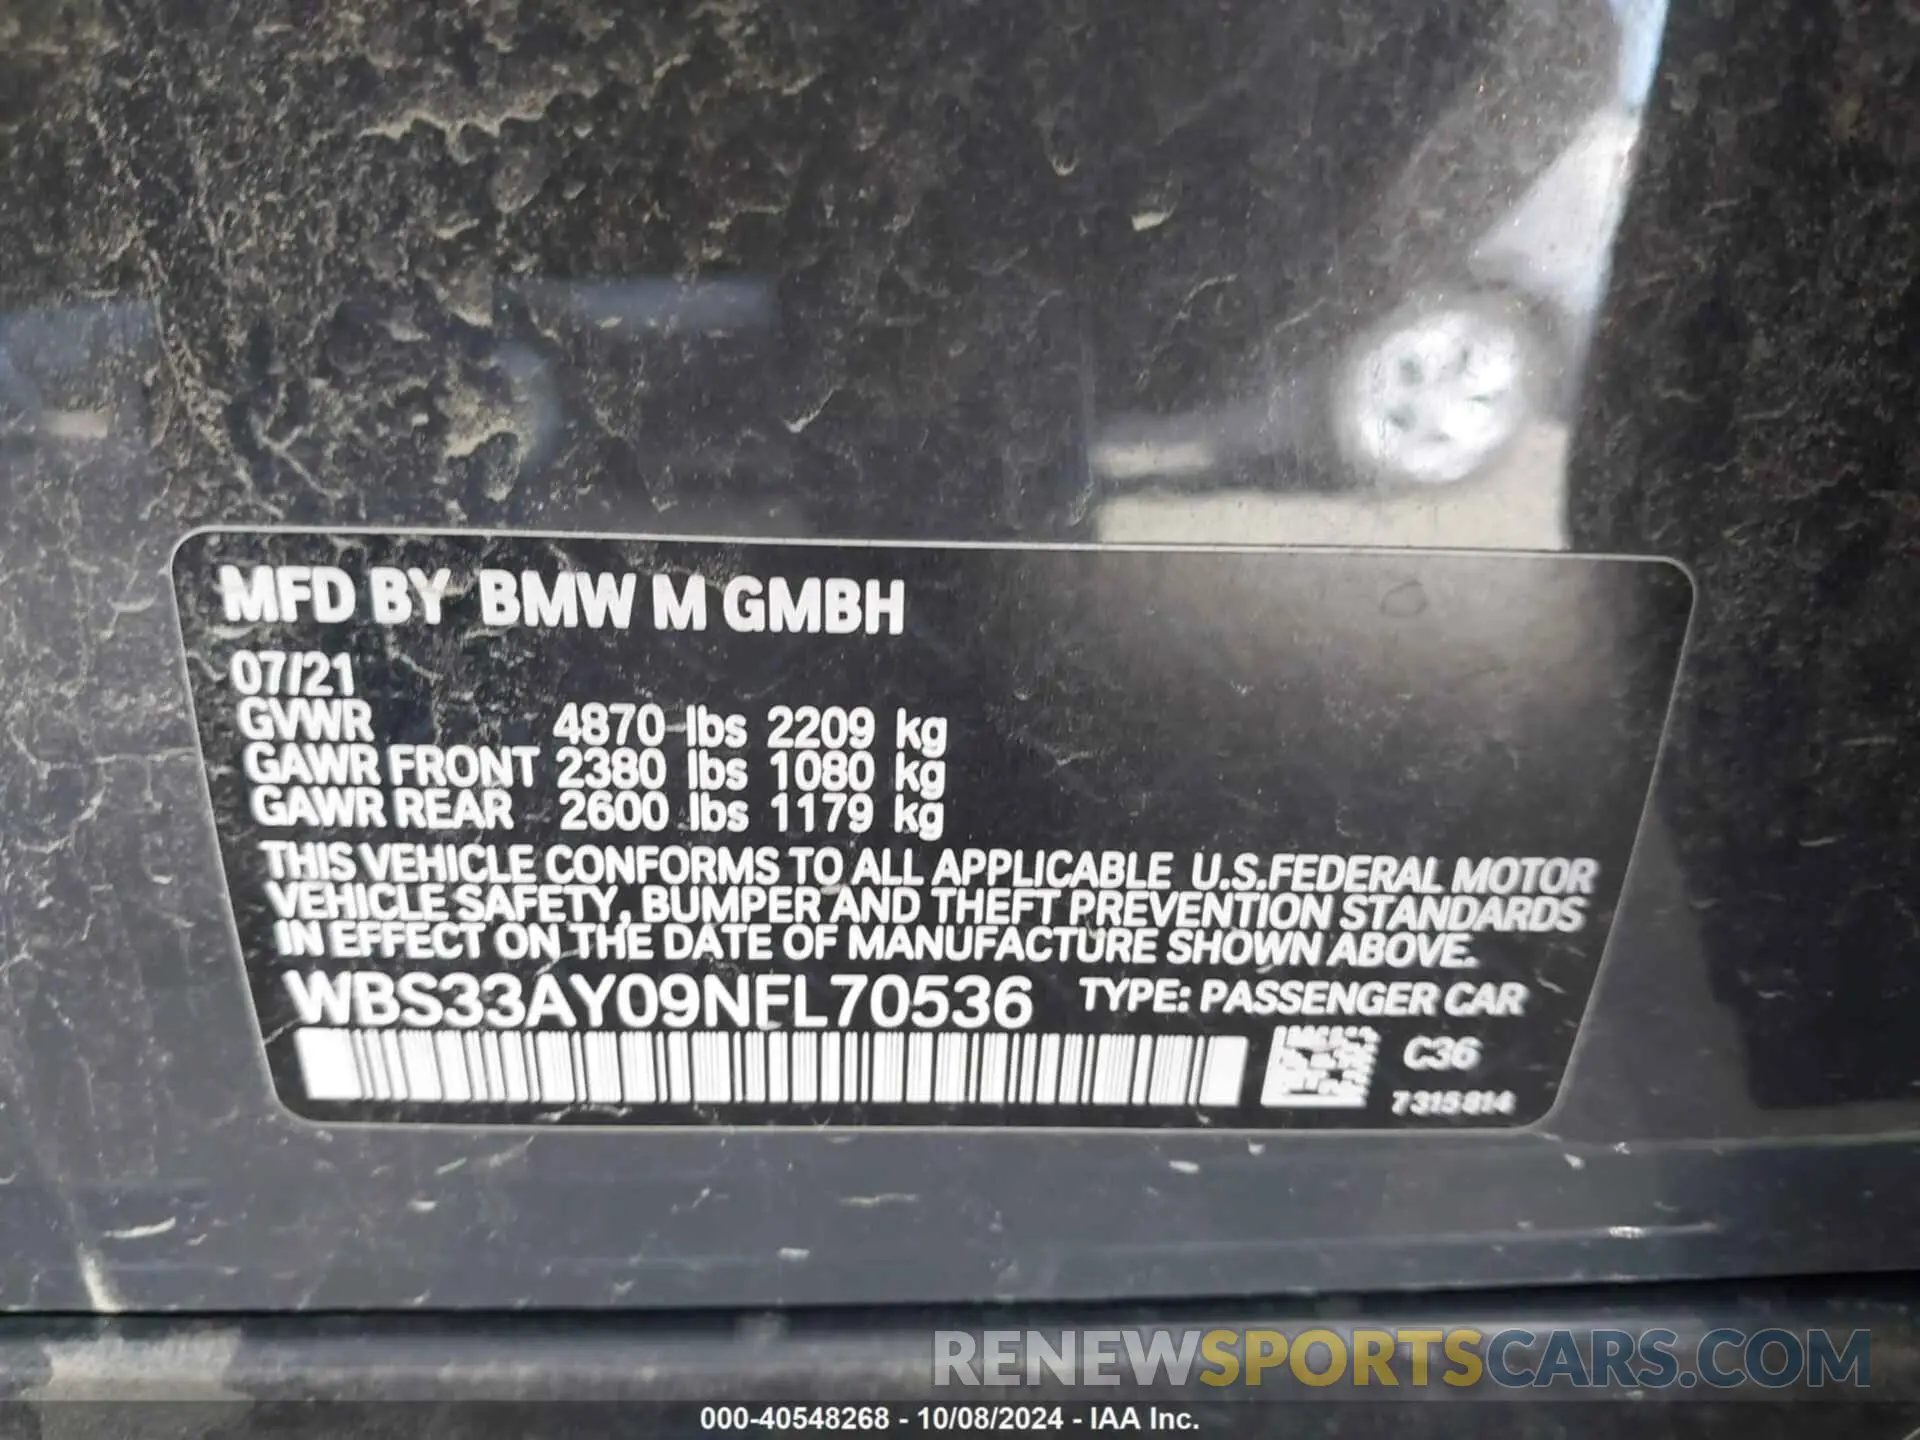 MFD BY BMW M GMBH
07/21
GVWR 4870 lbs 2209 kg
GAWR FRONT 2380 lbs 1080 kg
GAWR REAR 2600 lbs 1179 kg
THIS VEHICLE CONFORMS TO ALL APPLICABLE U.S.FEDERAL MOTOR
VEHICLE SAFETY, BUMPER AND THEFT PREVENTION STANDARDS
IN EFFECT ON THE DATE OF MANUFACTURE SHOWN ABOVE.
WBS33AY09NFL70536 TYPE: PASSENGER CAR
C36
7315814
RENEWSPORTSCARS.COM
000-40548268 - 10/08/2024 - IAA Inc.